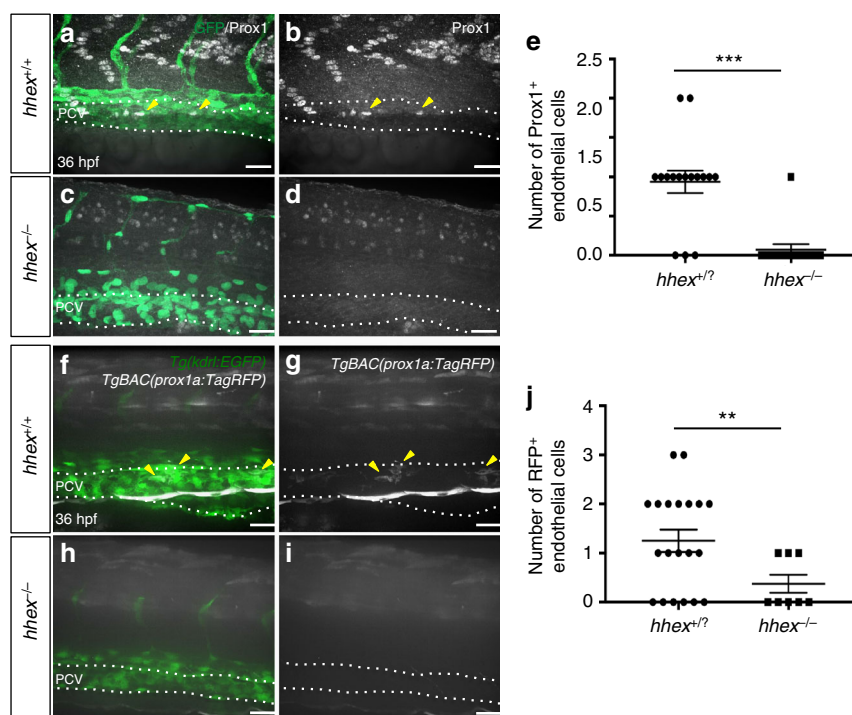 a
GFP/Prox1
b
Prox1
hhex+/+
PCV
36 hpf
c
d
hhex–/–
PCV
e
Number of Prox1+
endothelial cells
2.5
2.0
1.5
1.0
0.5
0.0
***
hhex+/?
hhex–/–
f
Tg(kdrl:EGFP)
TgBAC(prox1a:TagRFP)
g
TgBAC(prox1a:TagRFP)
hhex+/+
PCV
36 hpf
h
i
hhex–/–
PCV
j
Number of RFP+
endothelial cells
4
3
2
1
0
**
hhex+/?
hhex–/–